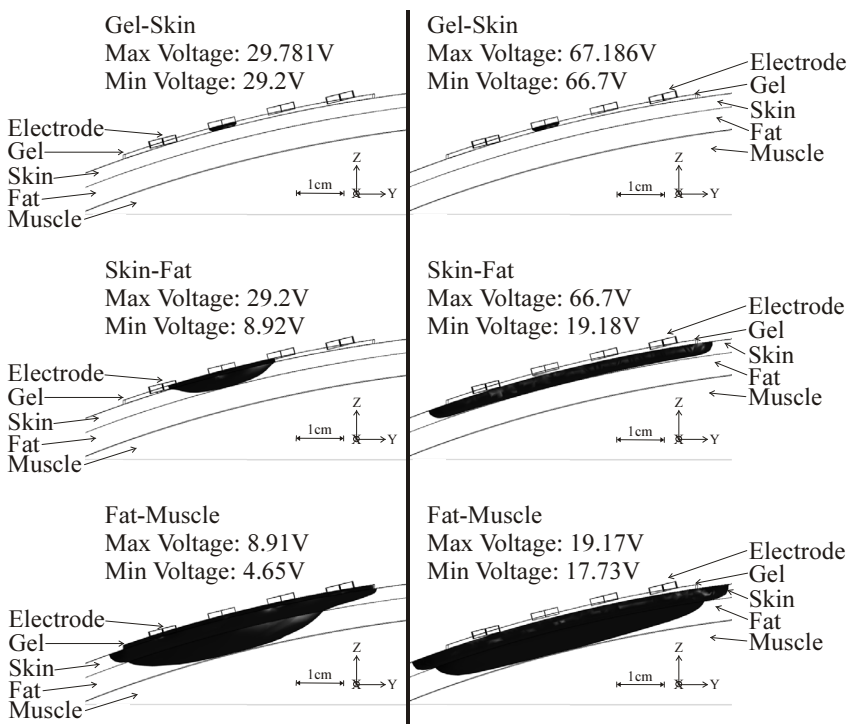 Gel-Skin
Max Voltage: 29.781V
Min Voltage: 29.2V
Electrode
Gel
Skin
Fat
Muscle
Z
X
Y
1cm
Gel-Skin
Max Voltage: 67.186V
Min Voltage: 66.7V
Electrode
Gel
Skin
Fat
Muscle
Z
X
Y
1cm
Skin-Fat
Max Voltage: 29.2V
Min Voltage: 8.92V
Electrode
Gel
Skin
Fat
Muscle
Z
X
Y
1cm
Skin-Fat
Max Voltage: 66.7V
Min Voltage: 19.18V
Electrode
Gel
Skin
Fat
Muscle
Z
X
Y
1cm
Fat-Muscle
Max Voltage: 8.91V
Min Voltage: 4.65V
Electrode
Gel
Skin
Fat
Muscle
Z
X
Y
1cm
Fat-Muscle
Max Voltage: 19.17V
Min Voltage: 17.73V
Electrode
Gel
Skin
Fat
Muscle
Z
X
Y
1cm